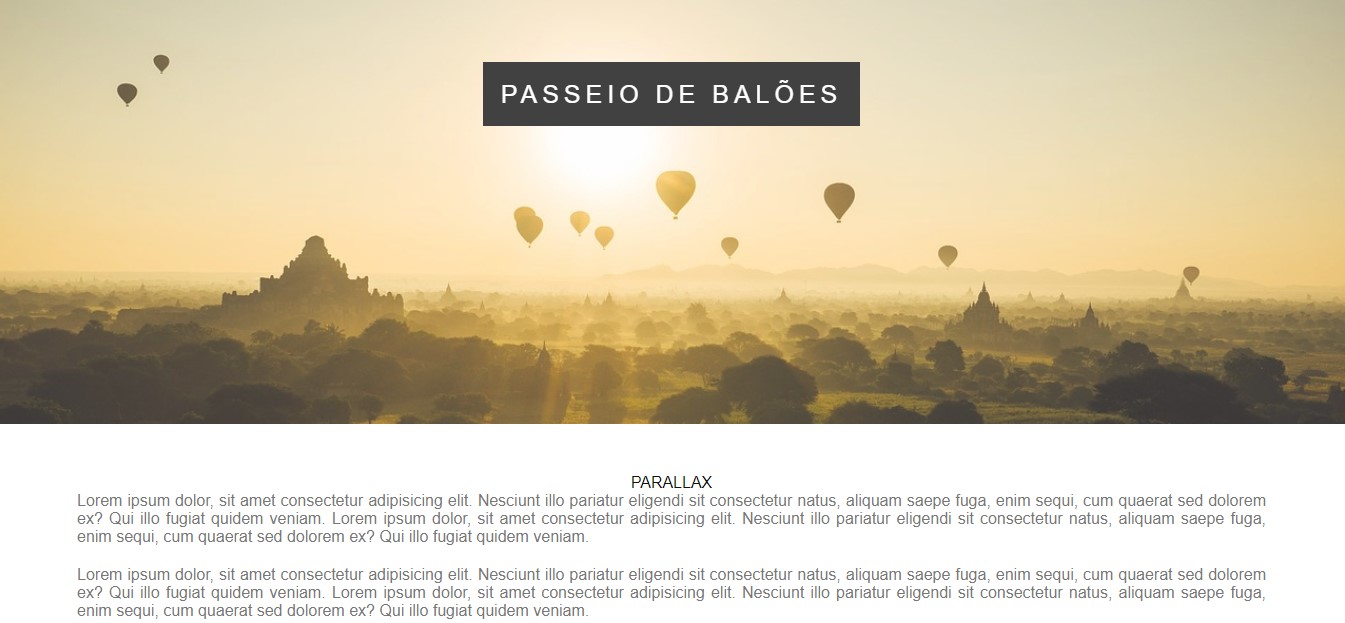 PASSEIO DE BALÕES
PARALLAX
Lorem ipsum dolor, sit amet consectetur adipisicing elit. Nesciunt illo pariatur eligendi sit consectetur natus, aliquam saepe fuga, enim sequi, cum quaerat sed dolorem
ex? Qui illo fugiat quidem veniam. Lorem ipsum dolor, sit amet consectetur adipisicing elit. Nesciunt illo pariatur eligendi sit consectetur natus, aliquam saepe fuga,
enim sequi, cum quaerat sed dolorem ex? Qui illo fugiat quidem veniam.
Lorem ipsum dolor, sit amet consectetur adipisicing elit. Nesciunt illo pariatur eligendi sit consectetur natus, aliquam saepe fuga, enim sequi, cum quaerat sed dolorem
ex? Qui illo fugiat quidem veniam. Lorem ipsum dolor, sit amet consectetur adipisicing elit. Nesciunt illo pariatur eligendi sit consectetur natus, aliquam saepe fuga,
enim sequi, cum quaerat sed dolorem ex? Qui illo fugiat quidem veniam.